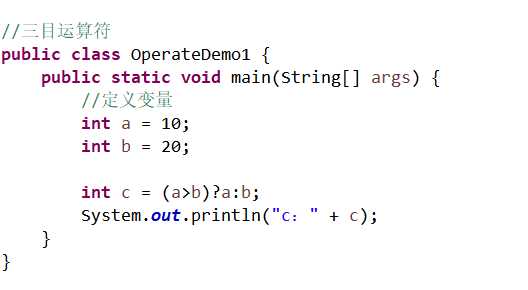 //三目运算符
public class OperateDemo1 {
    public static void main(String[] args) {
        //定义变量
        int a = 10;
        int b = 20;

        int c = (a>b)?a:b;
        System.out.println("c：" + c);
    }
}